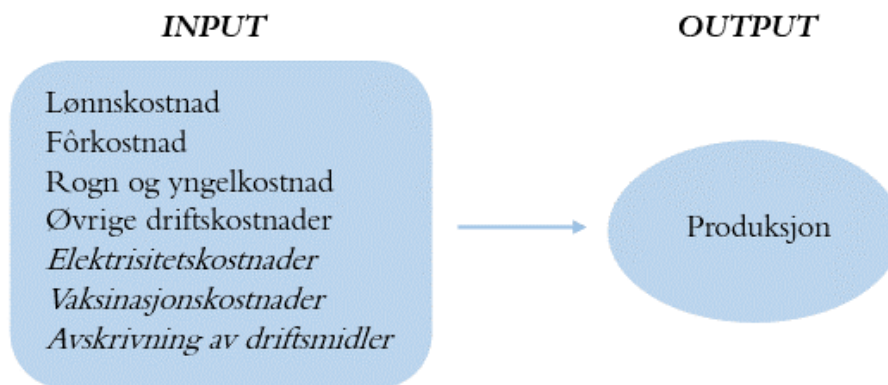 INPUT
OUTPUT
Lønnskostnad
Fôrkostnad
Rogn og yngelkostnad
Øvrige driftskostnader
Elektrisitetskostnader
Vaksinasjonskostnader
Avskrivning av driftsmidler
Produksjon